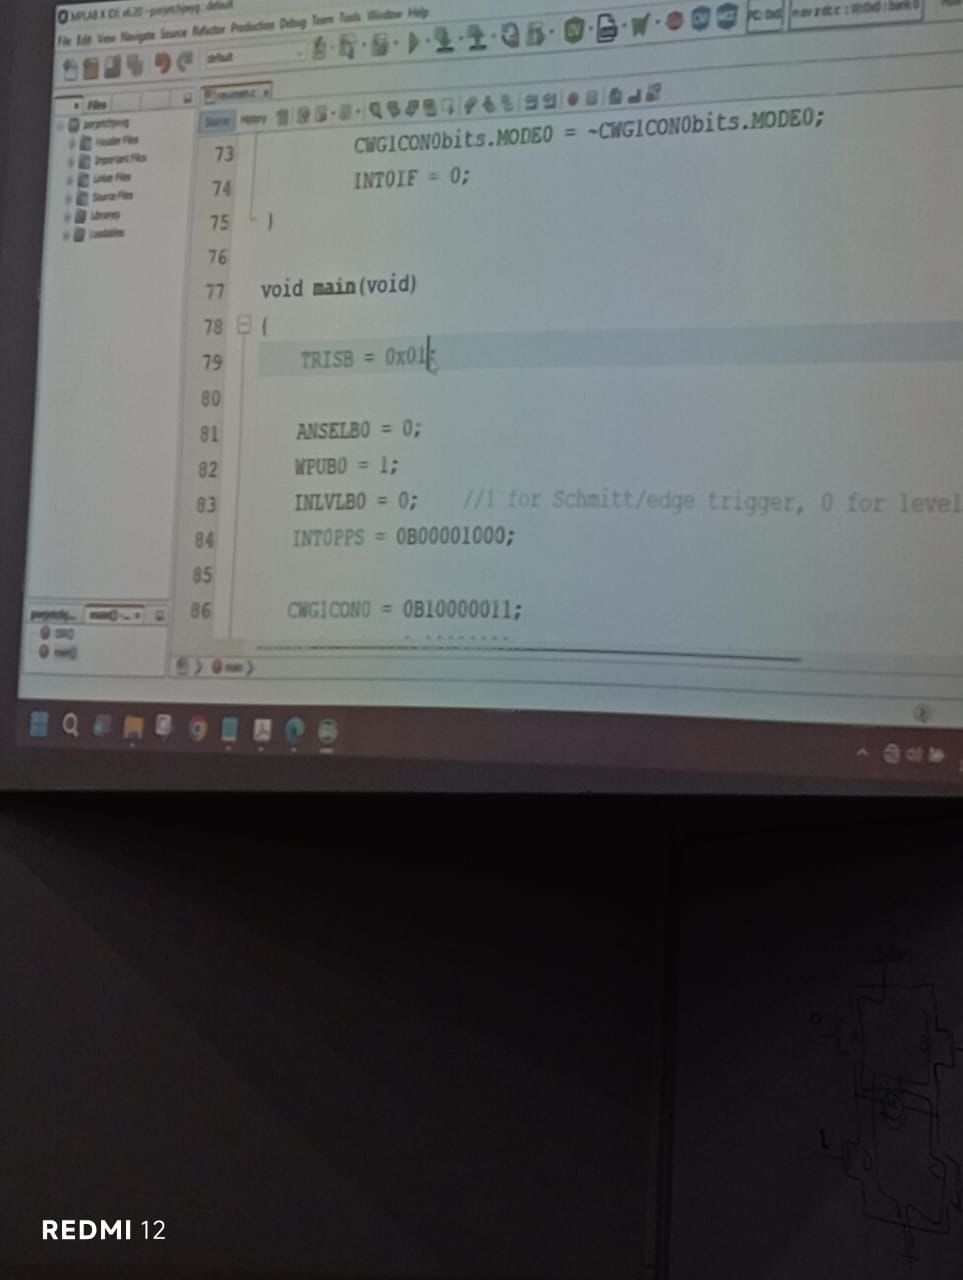 MPLAB X IDE v6.20 - : default
File Edit View Navigate Source Refactor Production Debug Team Tools Window Help
default
PC: 0x0
Files
Source History
Header Files
Important Files
Linker Files
Source Files
Libraries
Loadables
73 CWG1CON0bits.MODE0 = ~CWG1CON0bits.MODE0;
74 INT0IF = 0;
75 }
76
77 void main(void)
78 {
79 TRISB = 0x01;
80
81 ANSELB0 = 0;
82 WPUB0 = 1;
83 INLVLB0 = 0; //1 for Schmitt/edge trigger, 0 for level
84 INT0PPS = 0B00001000;
85
86 CWG1CON0 = 0B10000011;
main
REDMI 12